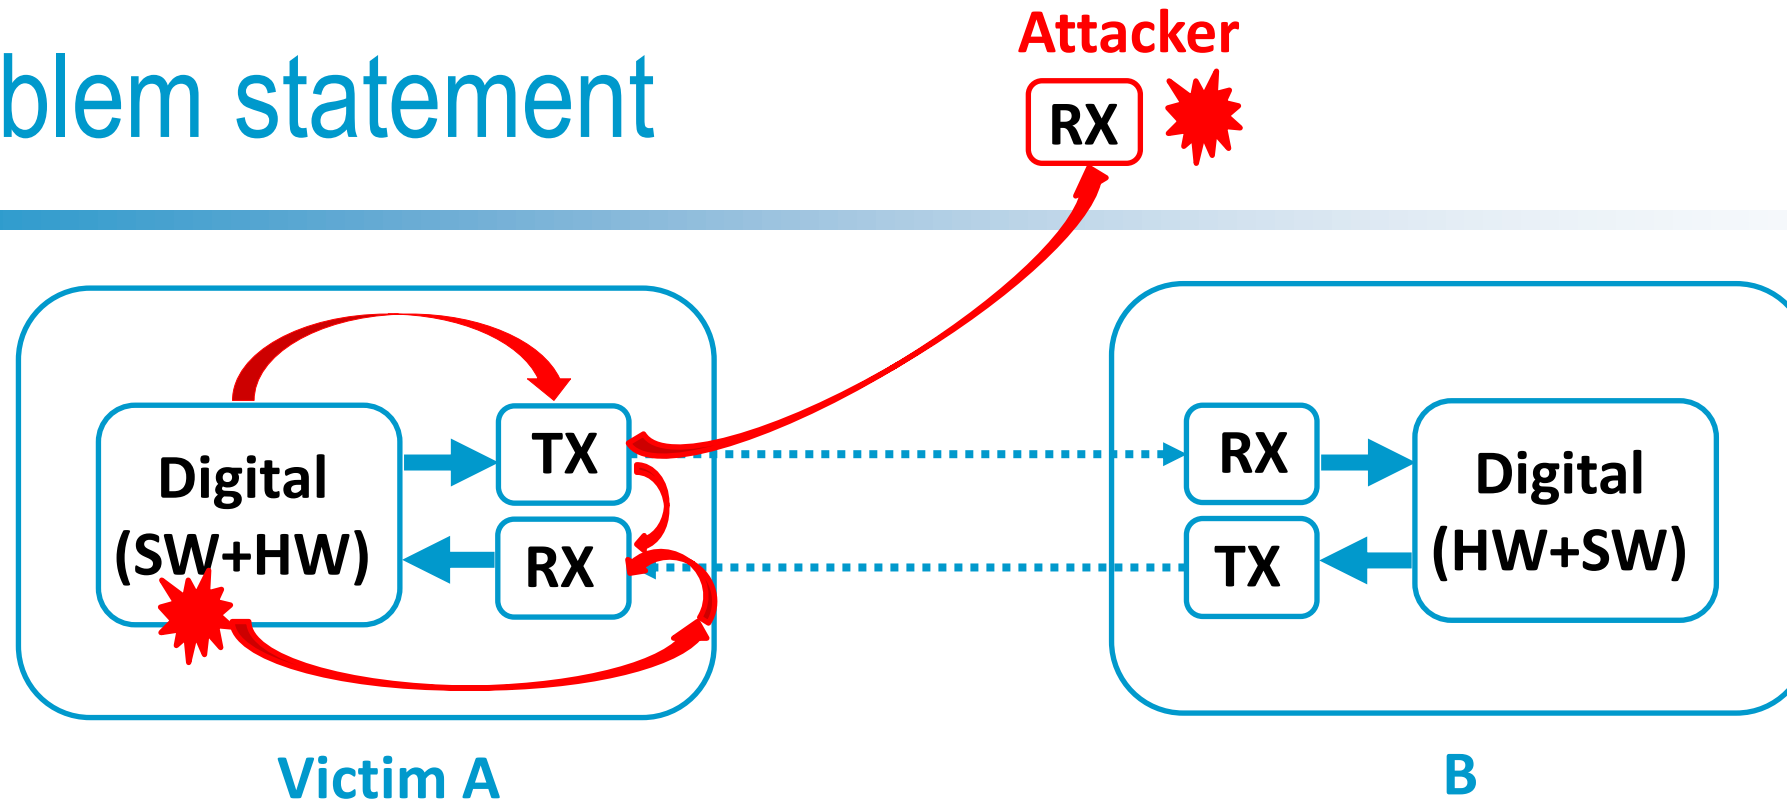 Attacker
blem statement
RX
TX
RX
Digital
(SW+HW)
RX
TX
Digital
(HW+SW)
Victim A
B